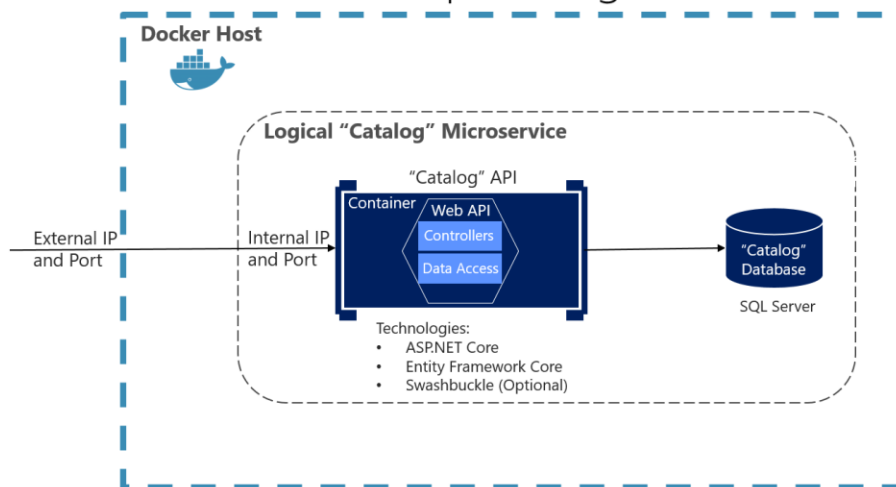 Docker Host
Logical “Catalog” Microservice
“Catalog” API
Container
Web API
Controllers
Data Access
External IP
and Port
Internal IP
and Port
“Catalog”
Database
SQL Server
Technologies:
• ASP.NET Core
• Entity Framework Core
• Swashbuckle (Optional)